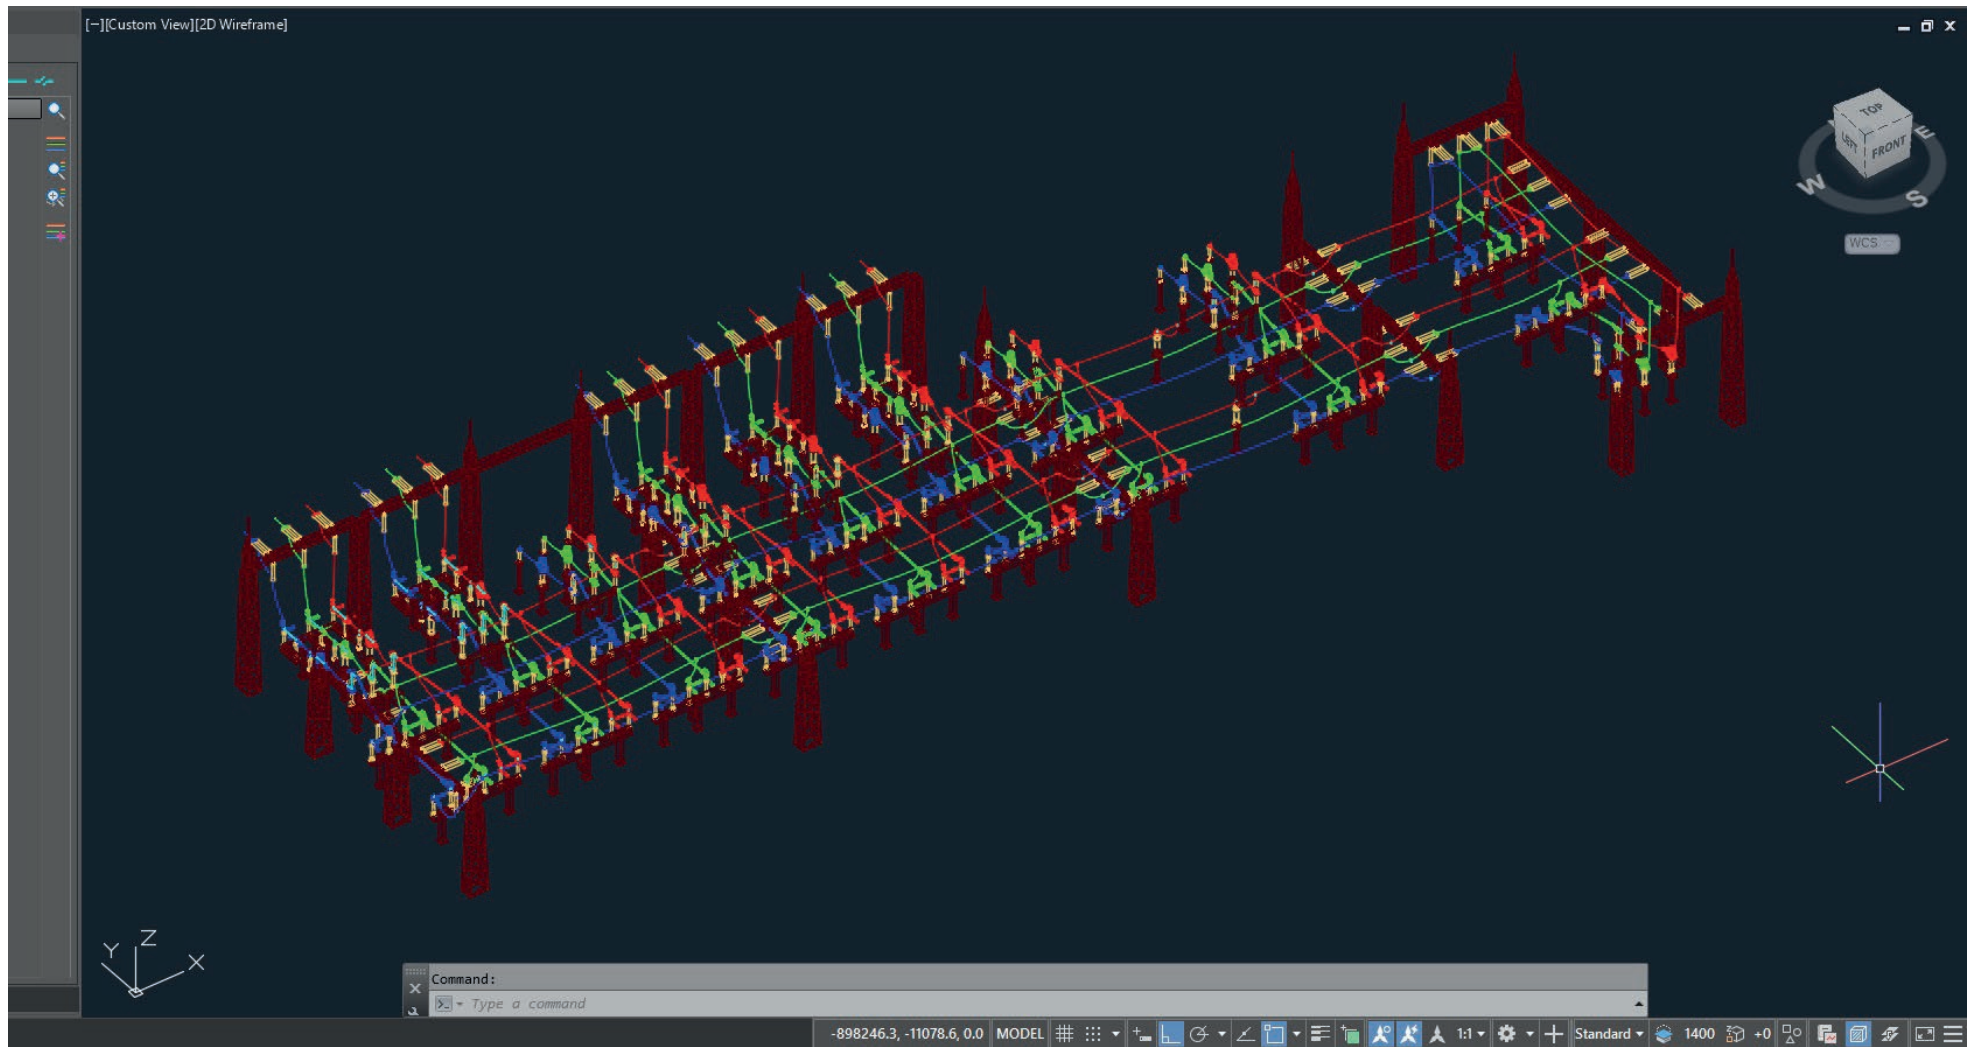 [−][Custom View][2D Wireframe]
TOP
LEFT
FRONT
E
W
S
WCS
Y
Z
X
Command:
Type a command
-898246.3, -11078.6, 0.0 MODEL 1:1 Standard 1400 +0